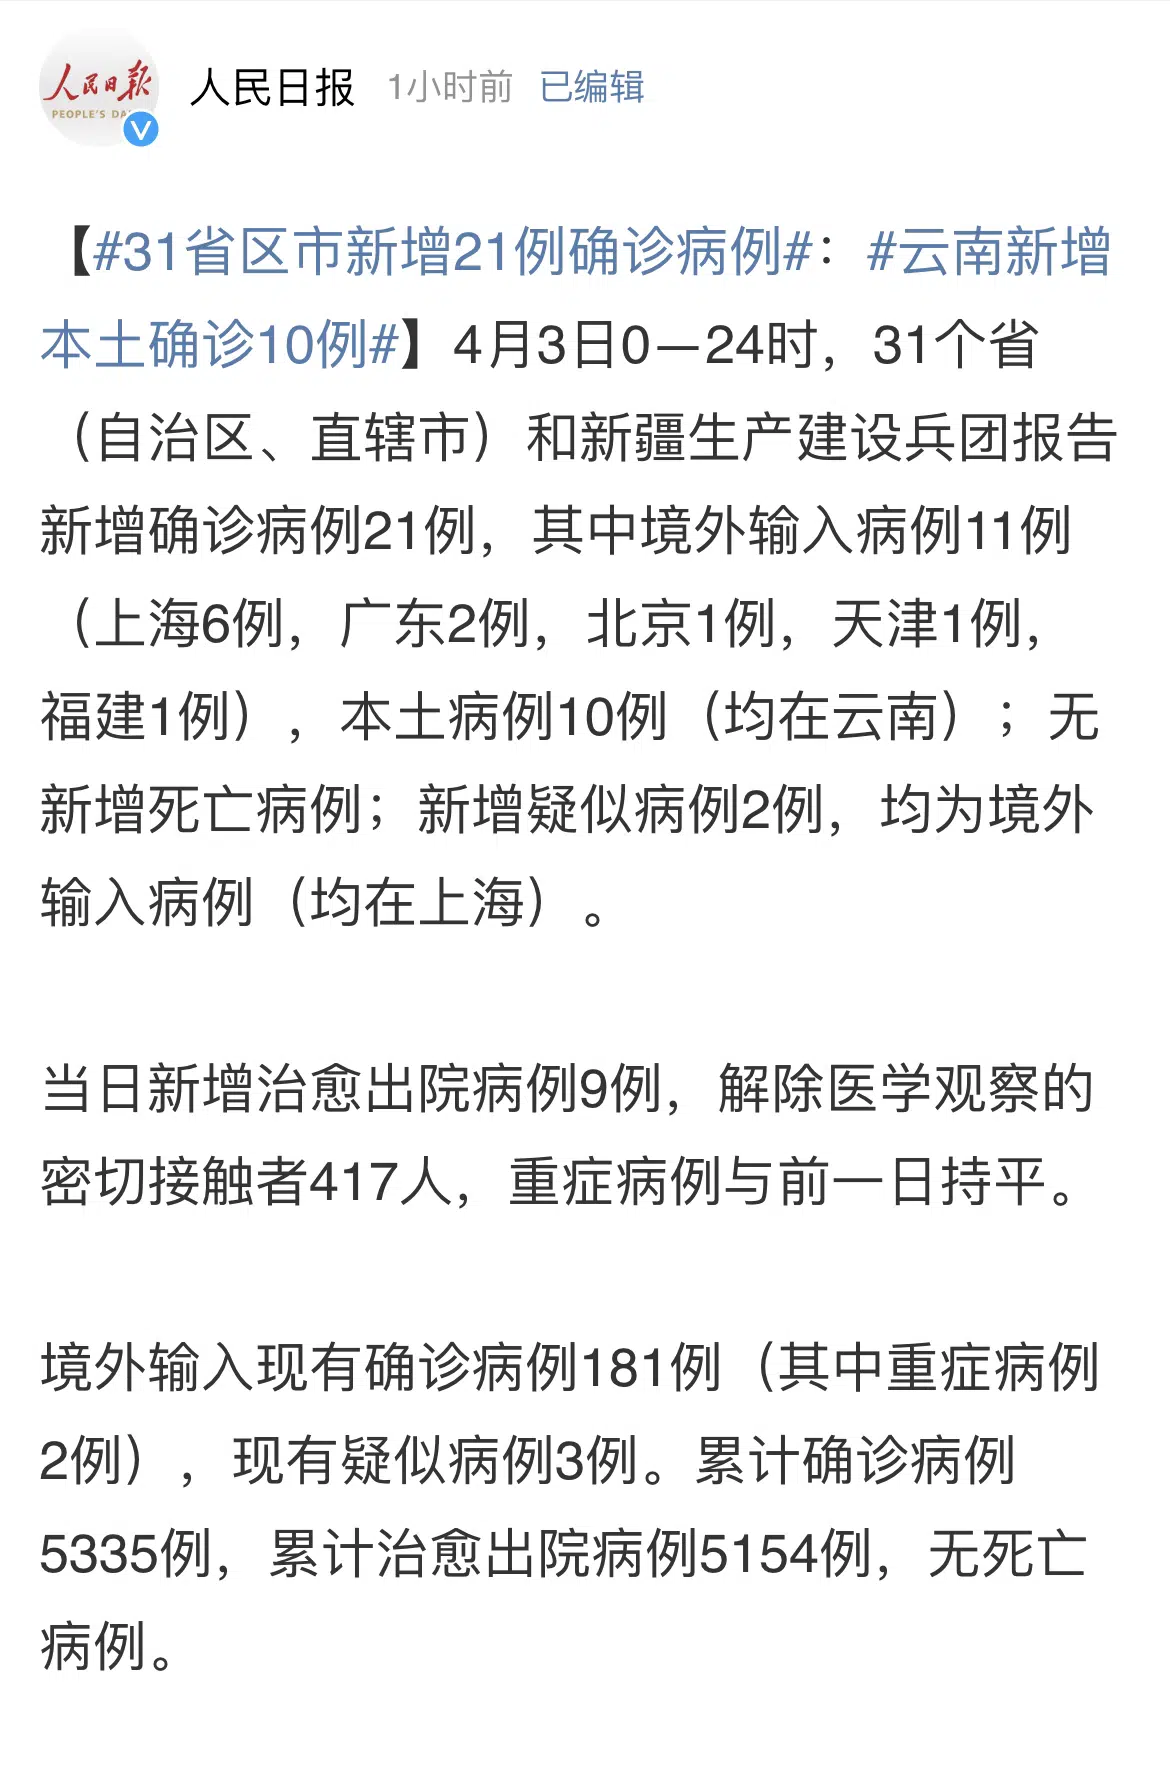 人民日报
PEOPLE'S DA
人民日报 1小时前 已编辑
【#31省区市新增21例确诊病例#：#云南新增
本土确诊10例#】4月3日0—24时，31个省
（自治区、直辖市）和新疆生产建设兵团报告
新增确诊病例21例，其中境外输入病例11例
（上海6例，广东2例，北京1例，天津1例，
福建1例），本土病例10例（均在云南）；无
新增死亡病例；新增疑似病例2例，均为境外
输入病例（均在上海）。
当日新增治愈出院病例9例，解除医学观察的
密切接触者417人，重症病例与前一日持平。
境外输入现有确诊病例181例（其中重症病例
2例），现有疑似病例3例。累计确诊病例
5335例，累计治愈出院病例5154例，无死亡
病例。